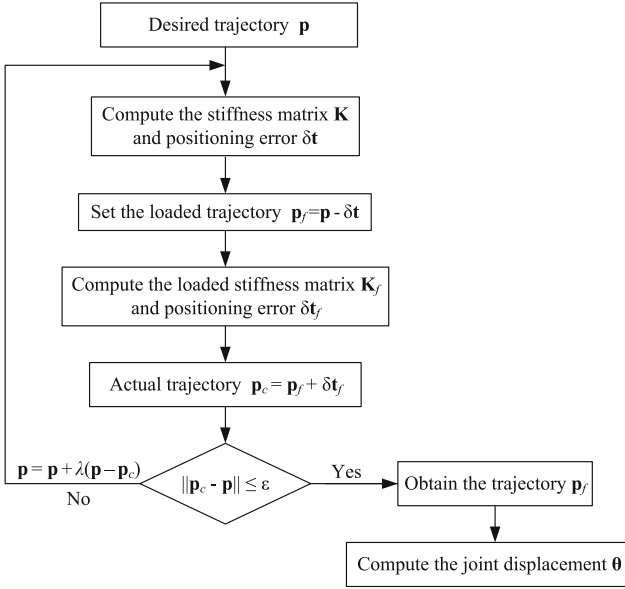 Desired trajectory p
Compute the stiffness matrix K
and positioning error δt
Set the loaded trajectory p_f=p - δt
Compute the loaded stiffness matrix K_f
and positioning error δt_f
Actual trajectory p_c = p_f + δt_f
p = p + λ(p – p_c)
No
||p_c - p|| ≤ ε
Yes
Obtain the trajectory p_f
Compute the joint displacement θ